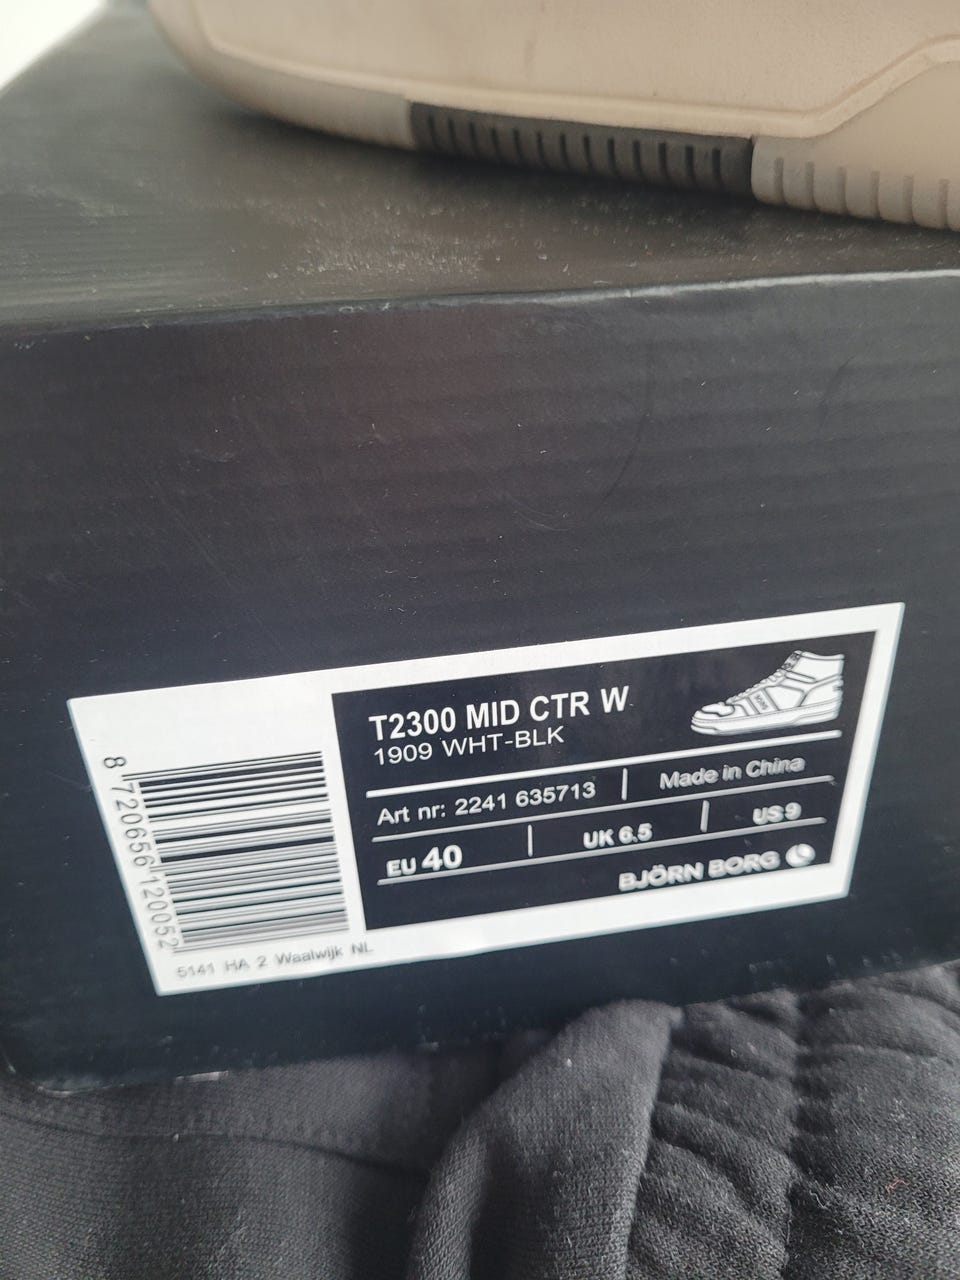 T2300 MID CTR W
1909 WHT-BLK
Art nr: 2241 635713 | Made in China
EU 40 | UK 6.5 | US 9
BJÖRN BORG
8 720656 120052
5141 HA 2 Waalwijk NL